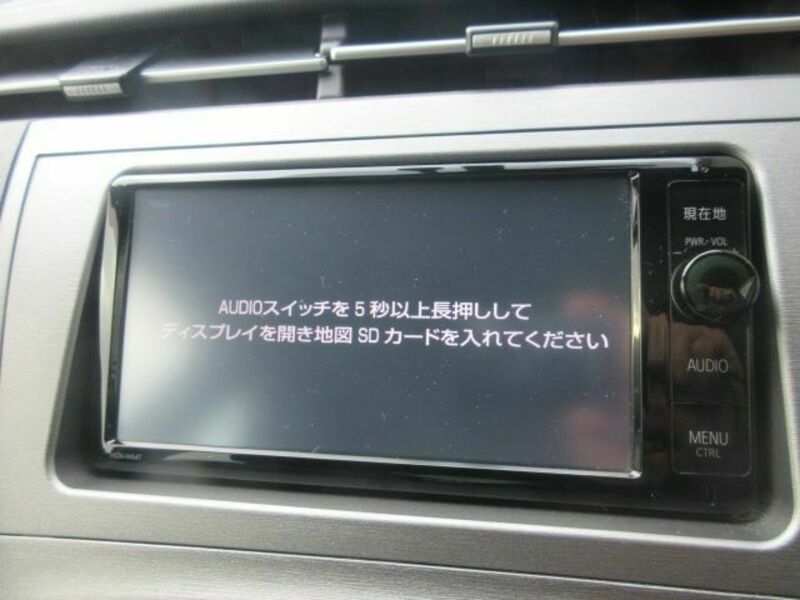 AUDIOスイッチを5秒以上長押しして
ディスプレイを開き地図SDカードを入れてください
現在地
PWR/VOL
AUDIO
MENU
CTRL